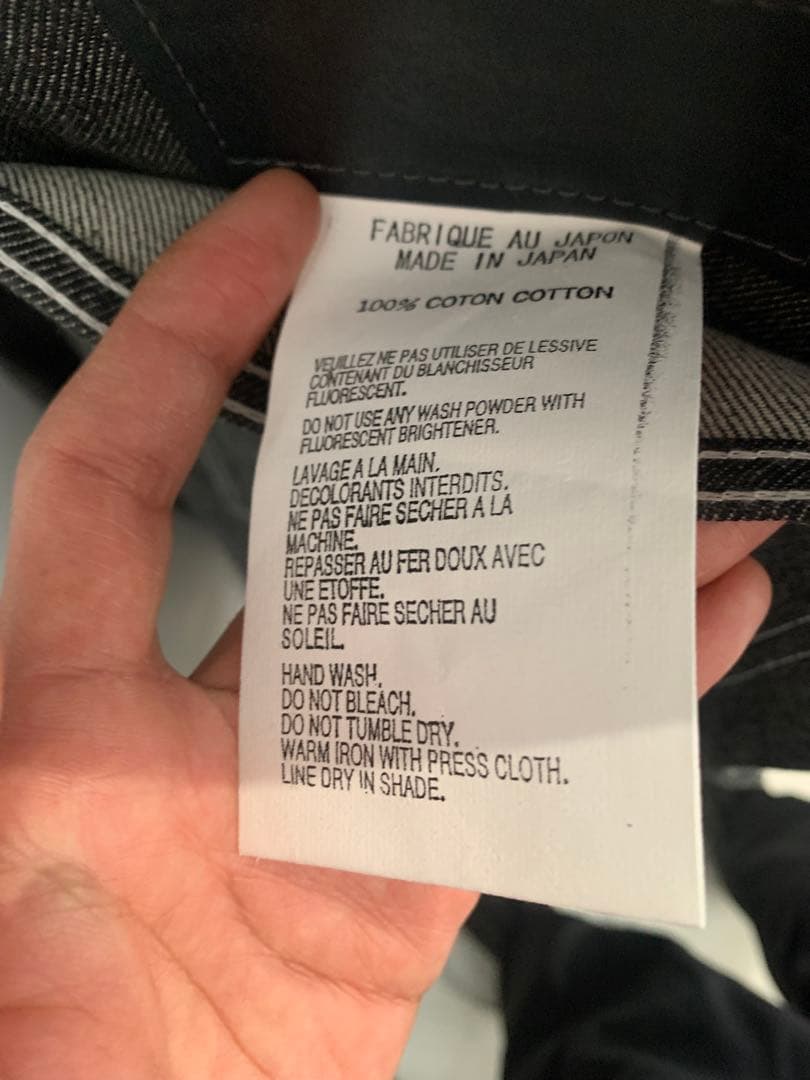 FABRIQUE AU JAPON
MADE IN JAPAN
100% COTON COTTON
VEUILLEZ NE PAS UTILISER DE LESSIVE
CONTENANT DU BLANCHISSEUR
FLUORESCENT.
DO NOT USE ANY WASH POWDER WITH
FLUORESCENT BRIGHTENER.
LAVAGE A LA MAIN.
DECOLORANTS INTERDITS.
NE PAS FAIRE SECHER A LA
MACHINE.
REPASSER AU FER DOUX AVEC
UNE ETOFFE.
NE PAS FAIRE SECHER AU
SOLEIL.
HAND WASH.
DO NOT BLEACH.
DO NOT TUMBLE DRY.
WARM IRON WITH PRESS CLOTH.
LINE DRY IN SHADE.